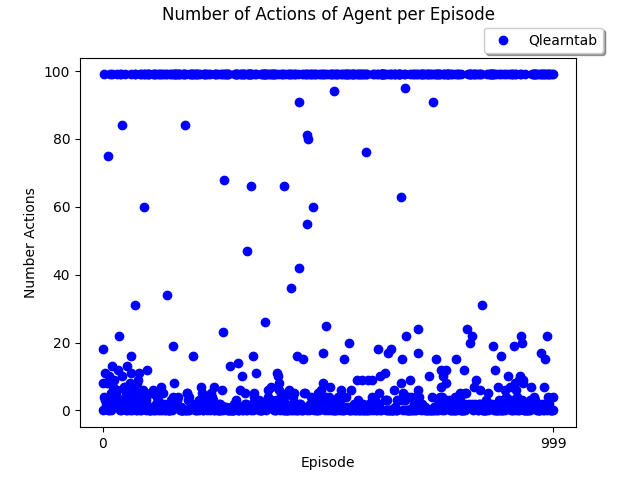 Number of Actions of Agent per Episode
Qlearntab
100
80
60
40
20
0
Number Actions
0
999
Episode